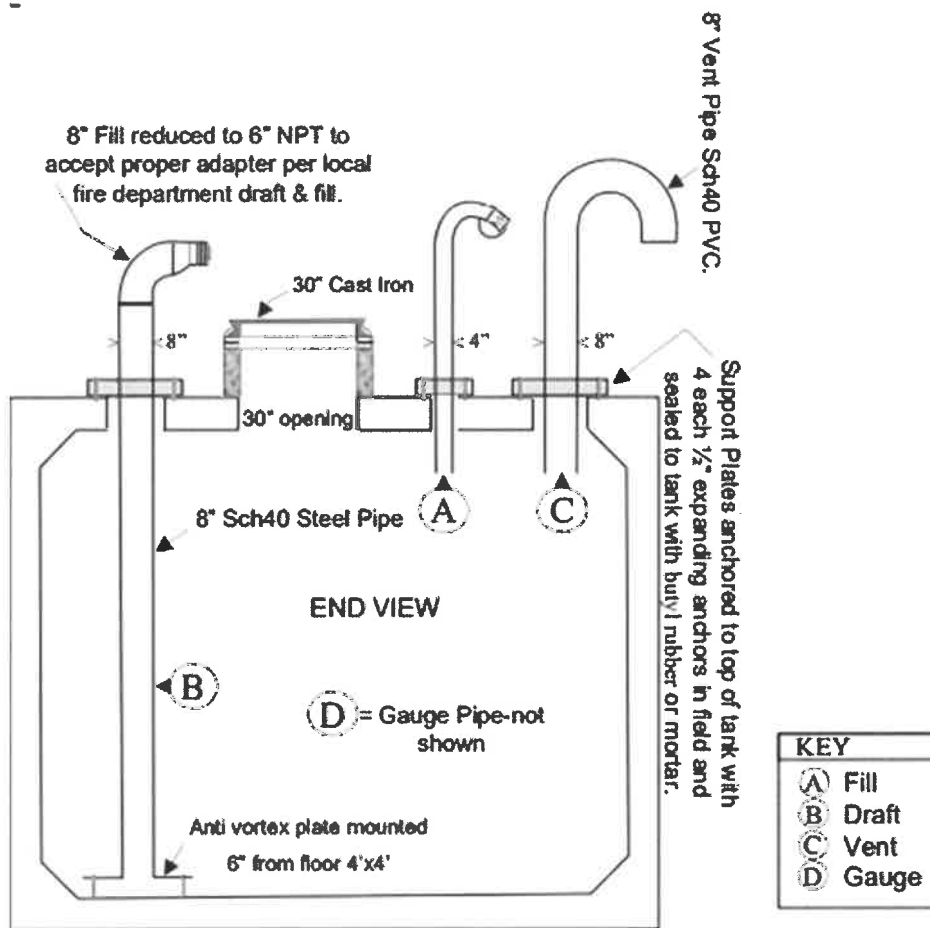 8" Vent Pipe Sch40 PVC.
8" Fill reduced to 6" NPT to
accept proper adapter per local
fire department draft & fill.
30" Cast Iron
8"
4"
8"
30" opening
Support Plates anchored to top of tank with
4 each ½" expanding anchors in field and
sealed to tank with butyl rubber or mortar.
A
C
8" Sch40 Steel Pipe
END VIEW
B
D = Gauge Pipe-not
shown
Anti vortex plate mounted
6" from floor 4'x4'
KEY
A Fill
B Draft
C Vent
D Gauge